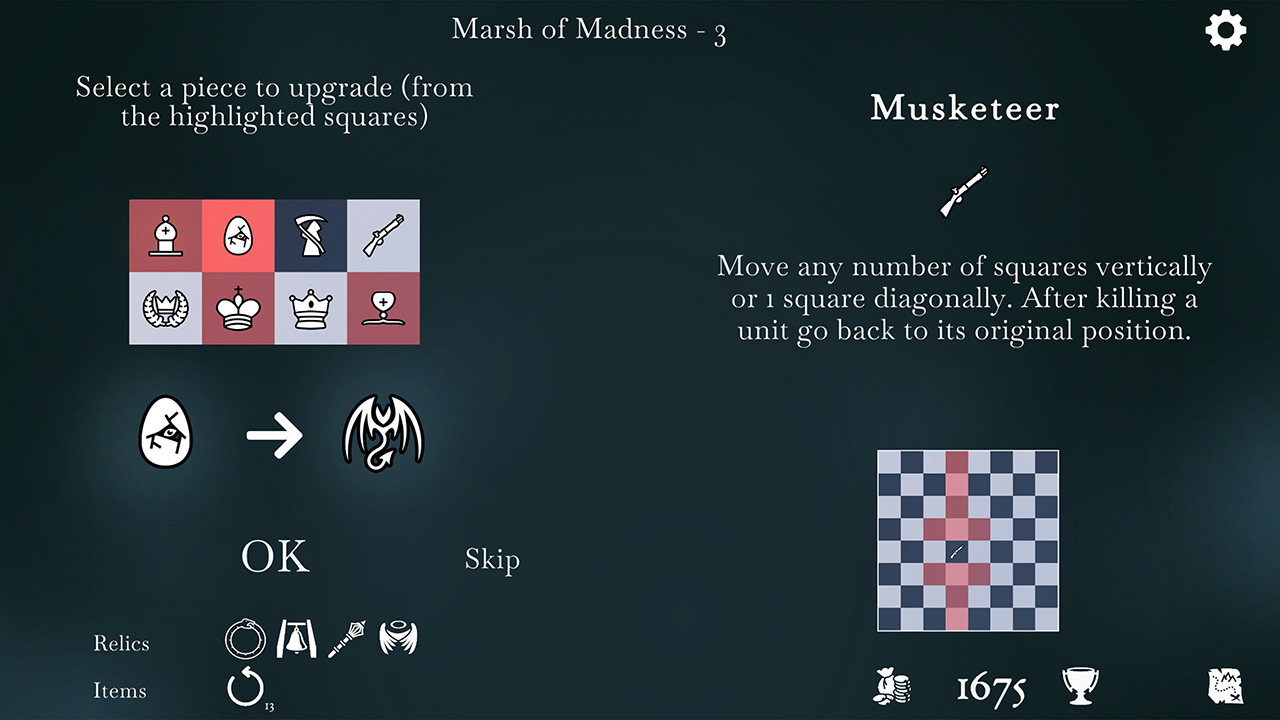 Marsh of Madness - 3
Select a piece to upgrade (from
the highlighted squares)
Musketeer
Move any number of squares vertically
or 1 square diagonally. After killing a
unit go back to its original position.
OK
Skip
Relics
Items
13
1675